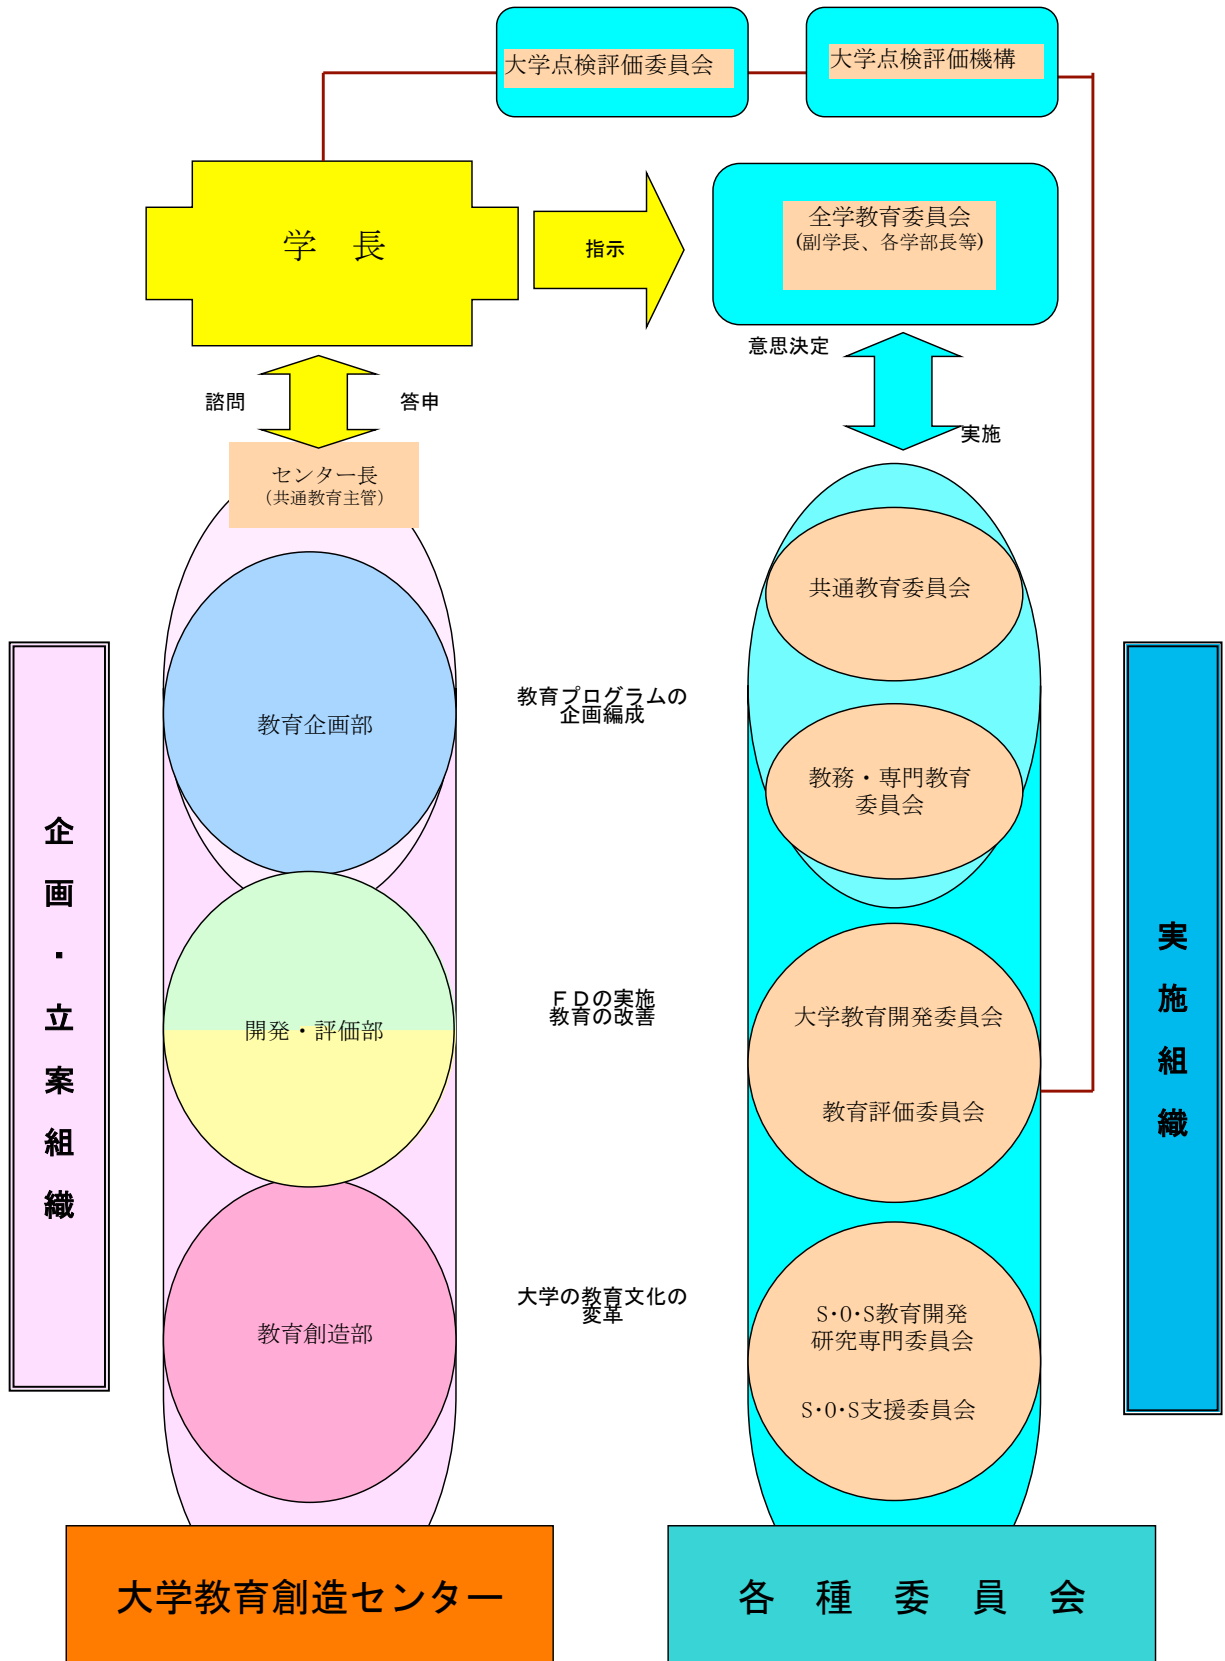 大学点検評価委員会
大学点検評価機構
学　長
指示
全学教育委員会
(副学長、各学部長等)
意思決定
諮問
答申
実施
センター長
(共通教育主管)
共通教育委員会
教育プログラムの
企画編成
教育企画部
教務・専門教育
委員会
企画・立案組織
実施組織
ＦＤの実施
教育の改善
開発・評価部
大学教育開発委員会
教育評価委員会
大学の教育文化の
変革
教育創造部
S･O･S教育開発
研究専門委員会
S･O･S支援委員会
大学教育創造センター
各　種　委　員　会